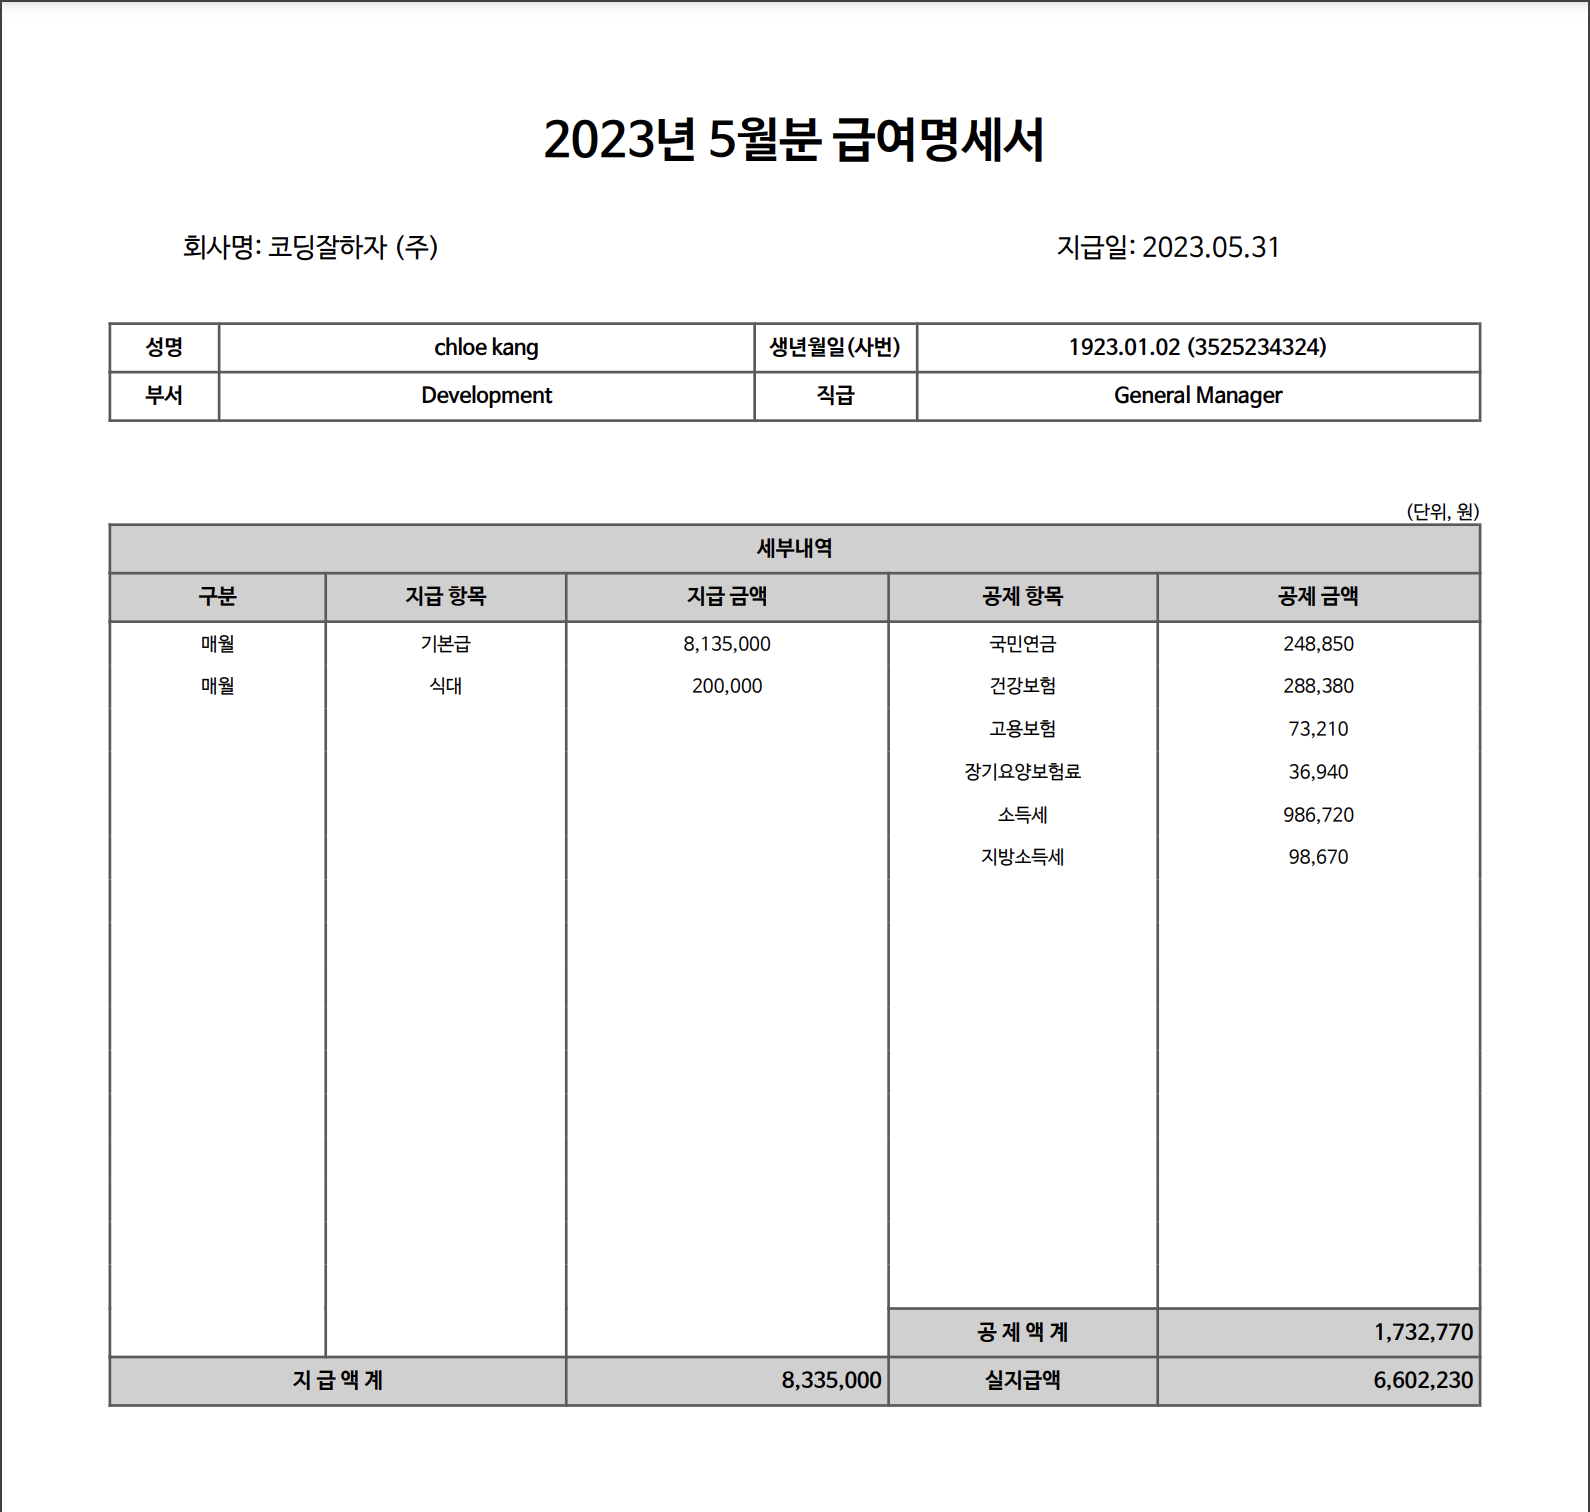 2023년 5월분 급여명세서
회사명: 코딩잘하자 (주) 지급일: 2023.05.31
성명 chloe kang 생년월일(사번) 1923.01.02 (3525234324)
부서 Development 직급 General Manager
(단위, 원)
세부내역
구분 지급 항목 지급 금액 공제 항목 공제 금액
매월 기본급 8,135,000 국민연금 248,850
매월 식대 200,000 건강보험 288,380
고용보험 73,210
장기요양보험료 36,940
소득세 986,720
지방소득세 98,670
공 제 액 계 1,732,770
지 급 액 계 8,335,000 실지급액 6,602,230